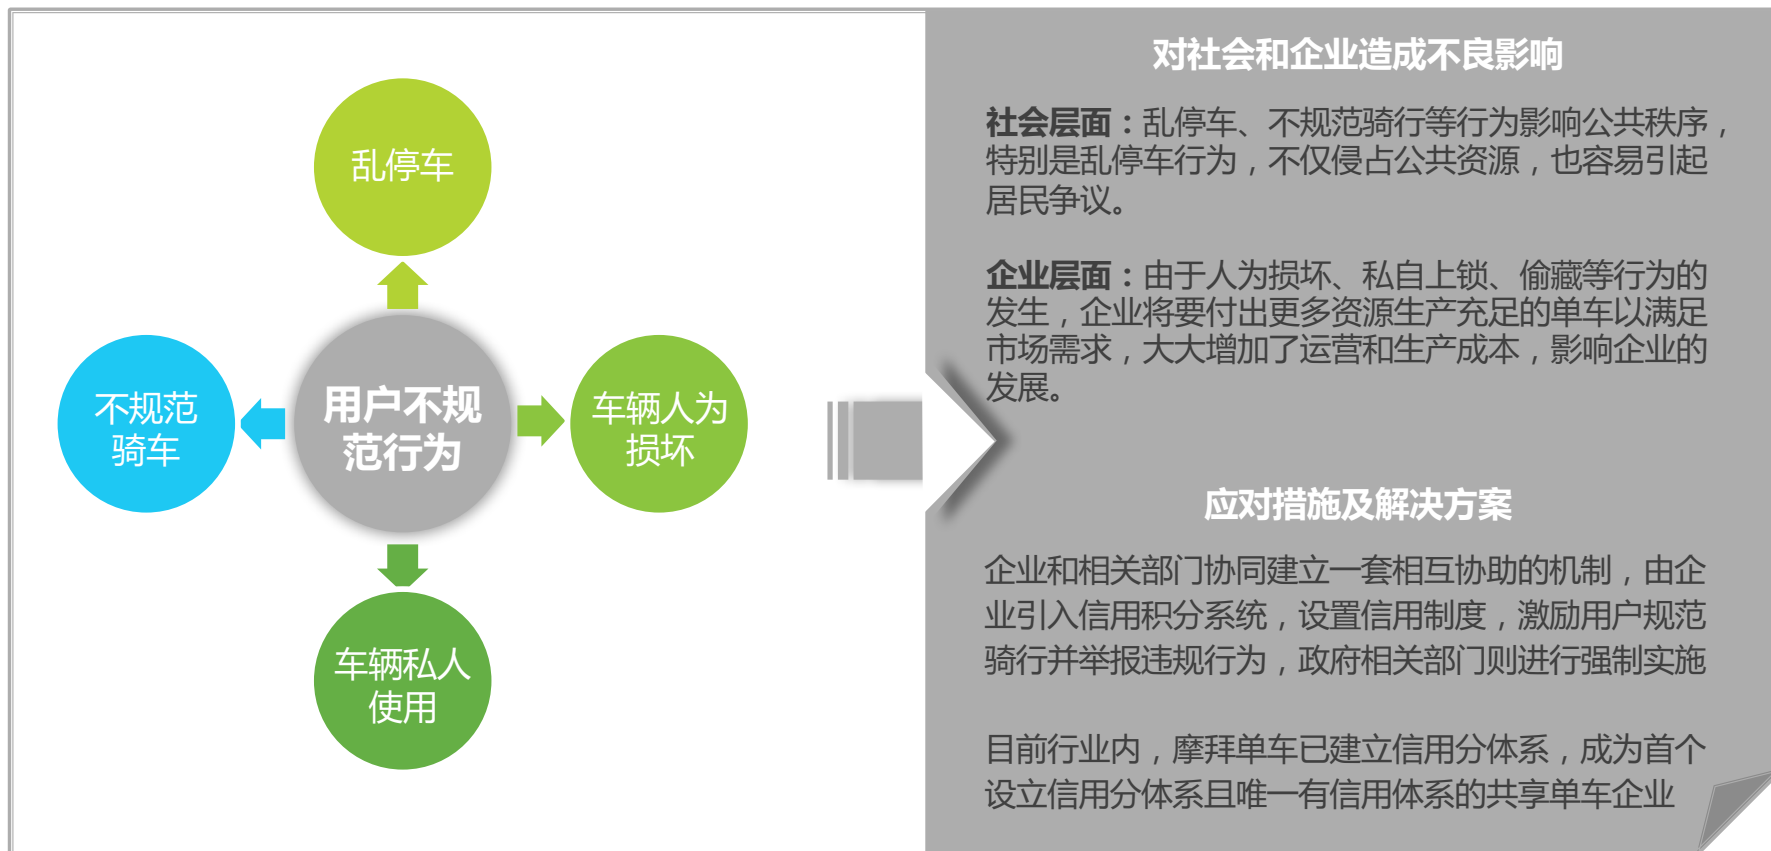 乱停车
不规范
骑车
用户不规
范行为
车辆人为
损坏
车辆私人
使用
对社会和企业造成不良影响
社会层面：乱停车、不规范骑行等行为影响公共秩序，
特别是乱停车行为，不仅侵占公共资源，也容易引起
居民争议。
企业层面：由于人为损坏、私自上锁、偷藏等行为的
发生，企业将要付出更多资源生产充足的单车以满足
市场需求，大大增加了运营和生产成本，影响企业的
发展。
应对措施及解决方案
企业和相关部门协同建立一套相互协助的机制，由企
业引入信用积分系统，设置信用制度，激励用户规范
骑行并举报违规行为，政府相关部门则进行强制实施
目前行业内，摩拜单车已建立信用分体系，成为首个
设立信用分体系且唯一有信用体系的共享单车企业